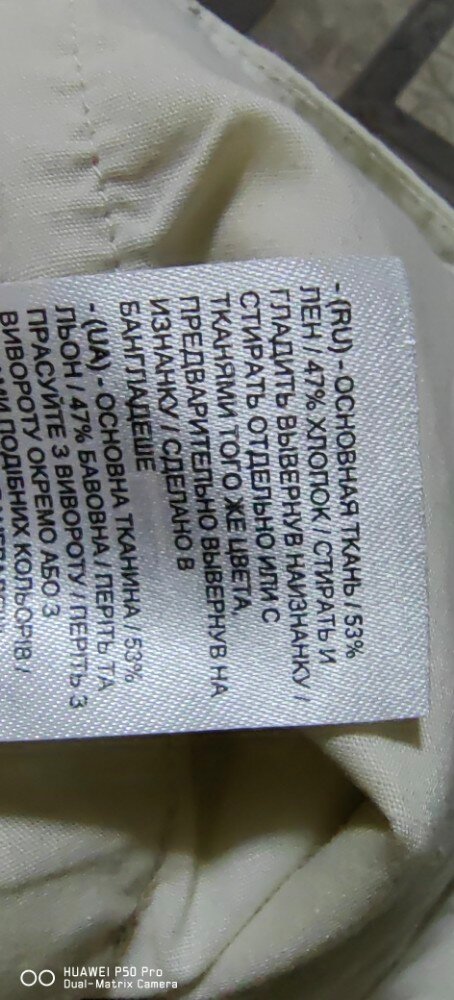 - (RU) - ОСНОВНАЯ ТКАНЬ / 53%
ЛЕН / 47% ХЛОПОК / СТИРАТЬ И
ГЛАДИТЬ ВЫВЕРНУВ НАИЗНАНКУ /
СТИРАТЬ ОТДЕЛЬНО ИЛИ С
ТКАНЯМИ ТОГО ЖЕ ЦВЕТА,
ПРЕДВАРИТЕЛЬНО ВЫВЕРНУВ НА
ИЗНАНКУ / СДЕЛАНО В
БАНГЛАДЕШЕ
- (UA) - ОСНОВНА ТКАНИНА / 53%
ЛЬОН / 47% БАВОВНА / ПЕРІТЬ ТА
ПРАСУЙТЕ З ВИВОРОТУ / ПЕРІТЬ З
ВИВОРОТУ ОКРЕМО АБО З
ПОДІБНИХ КОЛЬОРІВ /
HUAWEI P50 Pro
Dual-Matrix Camera